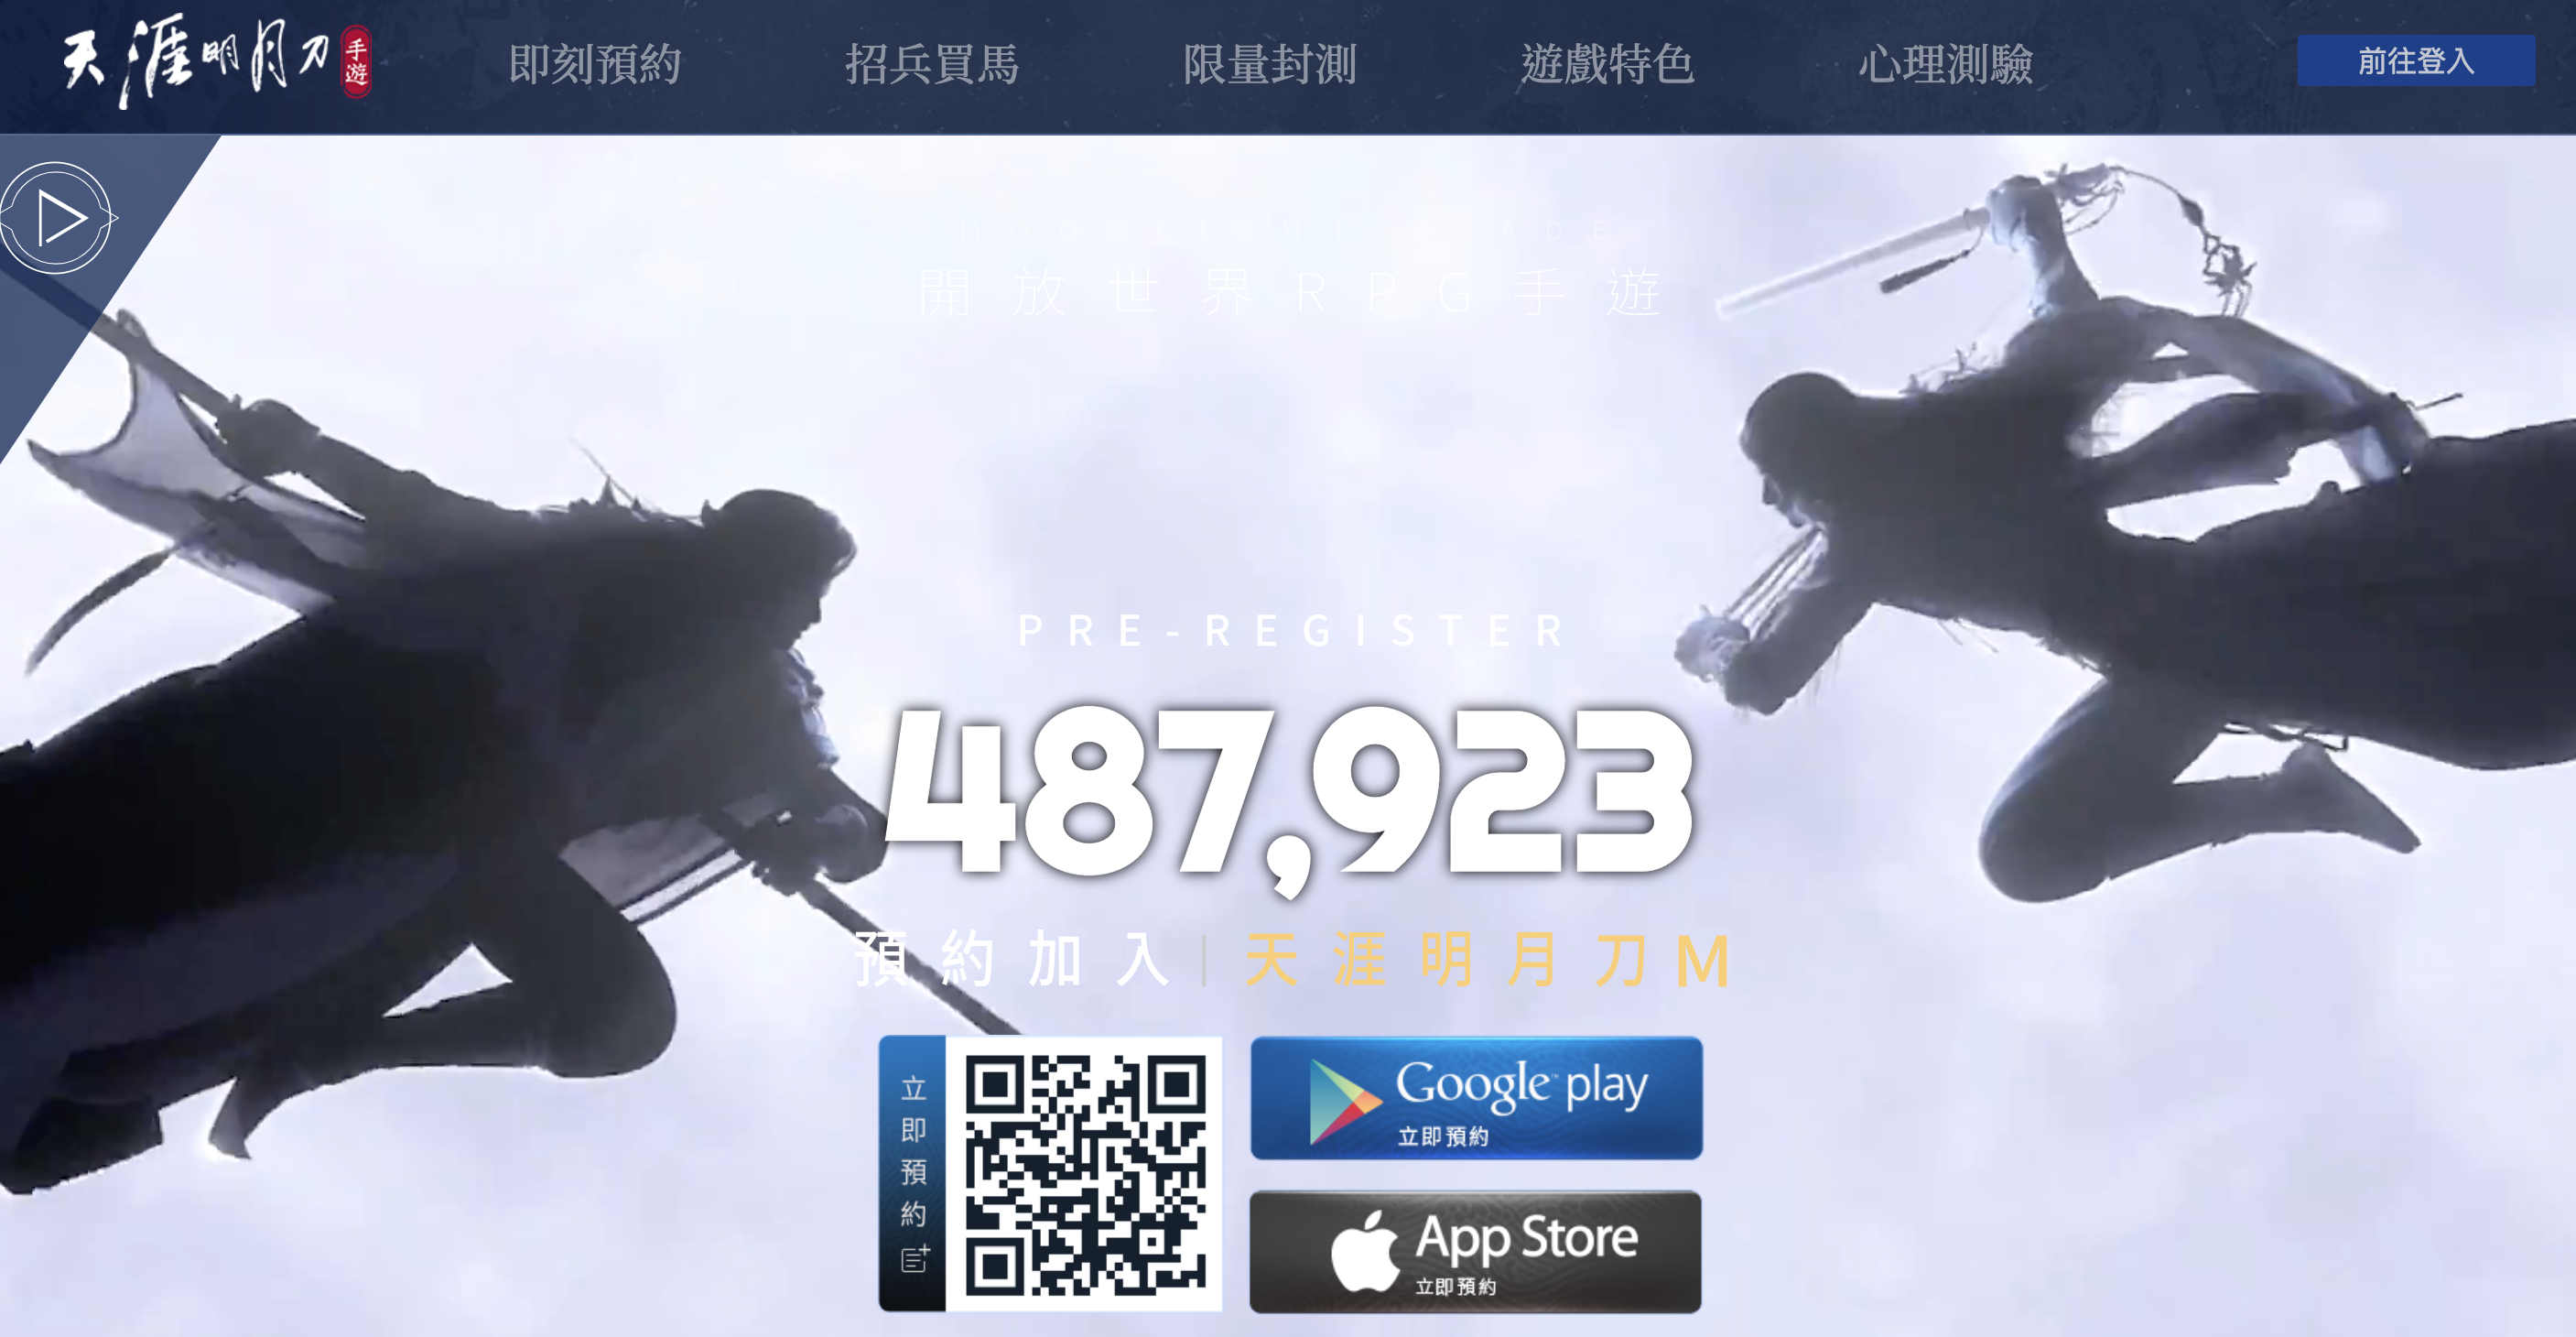 天涯明月刀 手遊
即刻預約
招兵買馬
限量封測
遊戲特色
心理測驗
前往登入
MOONLIGHT BLADE
開放世界RPG手遊
PRE-REGISTER
487,923
預約加入|天涯明月刀M
立即預約
Google™ play
立即預約
App Store
立即預約